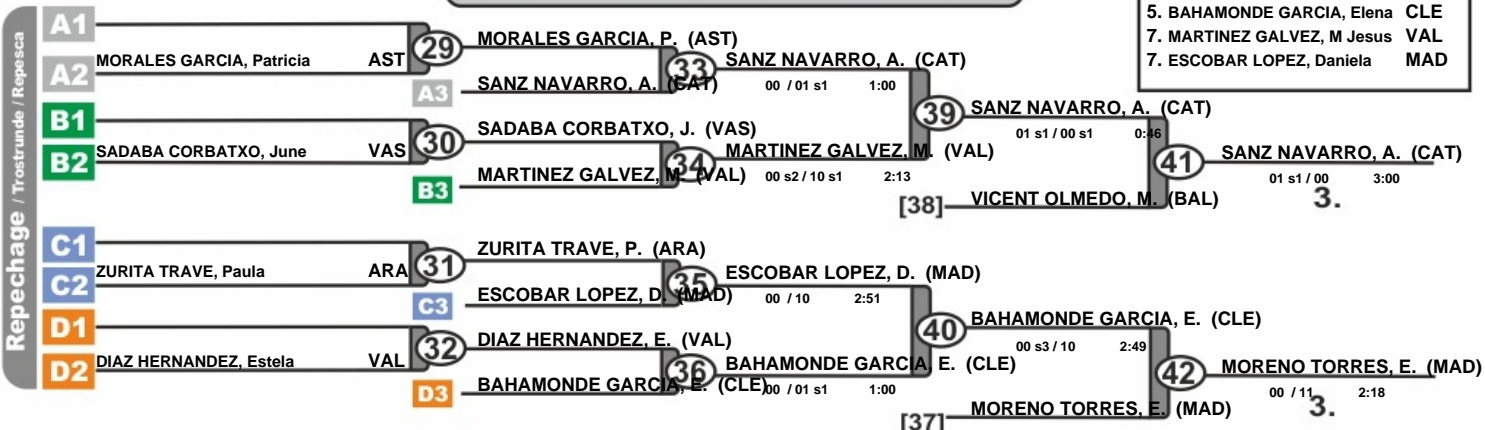 5. BAHAMONDE GARCIA, Elena CLE
7. MARTINEZ GALVEZ, M Jesus VAL
7. ESCOBAR LOPEZ, Daniela MAD
Repechage / Trostrunde / Repesca
A1
MORALES GARCIA, Patricia AST
A2
29
MORALES GARCIA, P. (AST)
A3
SANZ NAVARRO, A. (CAT)
33
SANZ NAVARRO, A. (CAT)
00 / 01 s1 1:00
B1
SADABA CORBATXO, June VAS
B2
30
SADABA CORBATXO, J. (VAS)
B3
MARTINEZ GALVEZ, M. (VAL)
34
MARTINEZ GALVEZ, M. (VAL)
00 s2 / 10 s1 2:13
39
SANZ NAVARRO, A. (CAT)
01 s1 / 00 s1 0:46
[38]
VICENT OLMEDO, M. (BAL)
41
SANZ NAVARRO, A. (CAT)
01 s1 / 00 3:00
3.
C1
ZURITA TRAVE, Paula ARA
C2
31
ZURITA TRAVE, P. (ARA)
C3
ESCOBAR LOPEZ, D. (MAD)
35
ESCOBAR LOPEZ, D. (MAD)
00 / 10 2:51
D1
DIAZ HERNANDEZ, Estela VAL
D2
32
DIAZ HERNANDEZ, E. (VAL)
D3
BAHAMONDE GARCIA, E. (CLE)
36
BAHAMONDE GARCIA, E. (CLE)
00 / 01 s1 1:00
40
BAHAMONDE GARCIA, E. (CLE)
00 s3 / 10 2:49
[37]
MORENO TORRES, E. (MAD)
42
MORENO TORRES, E. (MAD)
00 / 11 2:18
3.